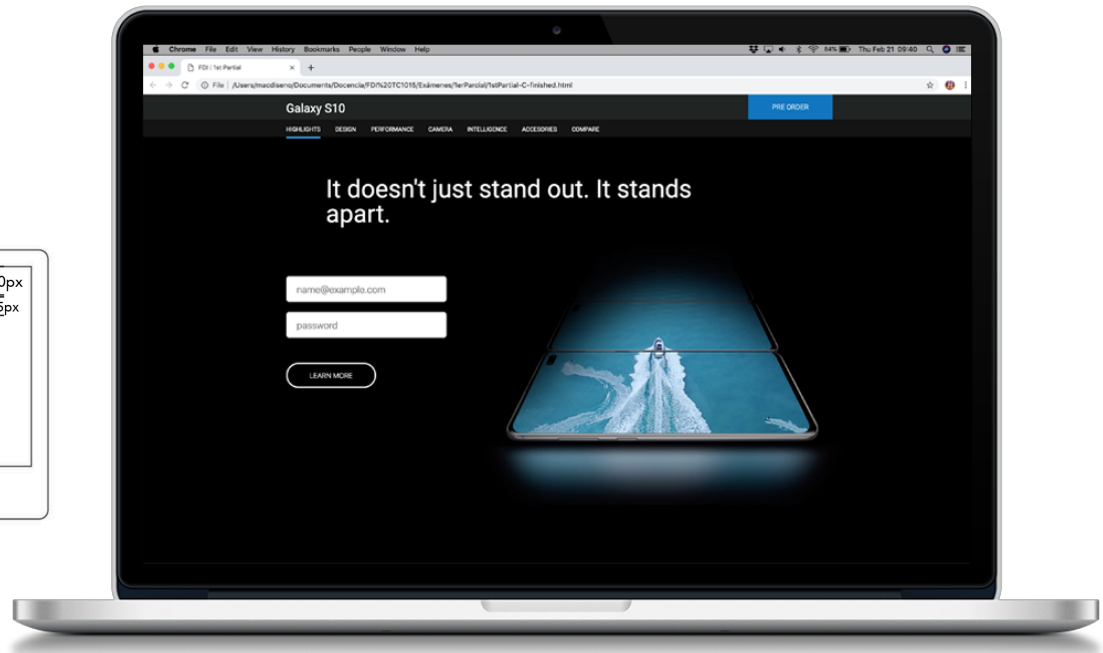 Chrome File Edit View History Bookmarks People Window Help
64% Thu Feb 21 09:40
FDI | 1st Partial
File /Users/macdiseno/Documents/Docencia/FDI%20TC1015/Exámenes/1erParcial/1stPartial-C-finished.html
Galaxy S10
PRE ORDER
HIGHLIGHTS DESIGN PERFORMANCE CAMERA INTELLIGENCE ACCESORIES COMPARE
It doesn't just stand out. It stands
apart.
0px
5px
name@example.com
password
LEARN MORE